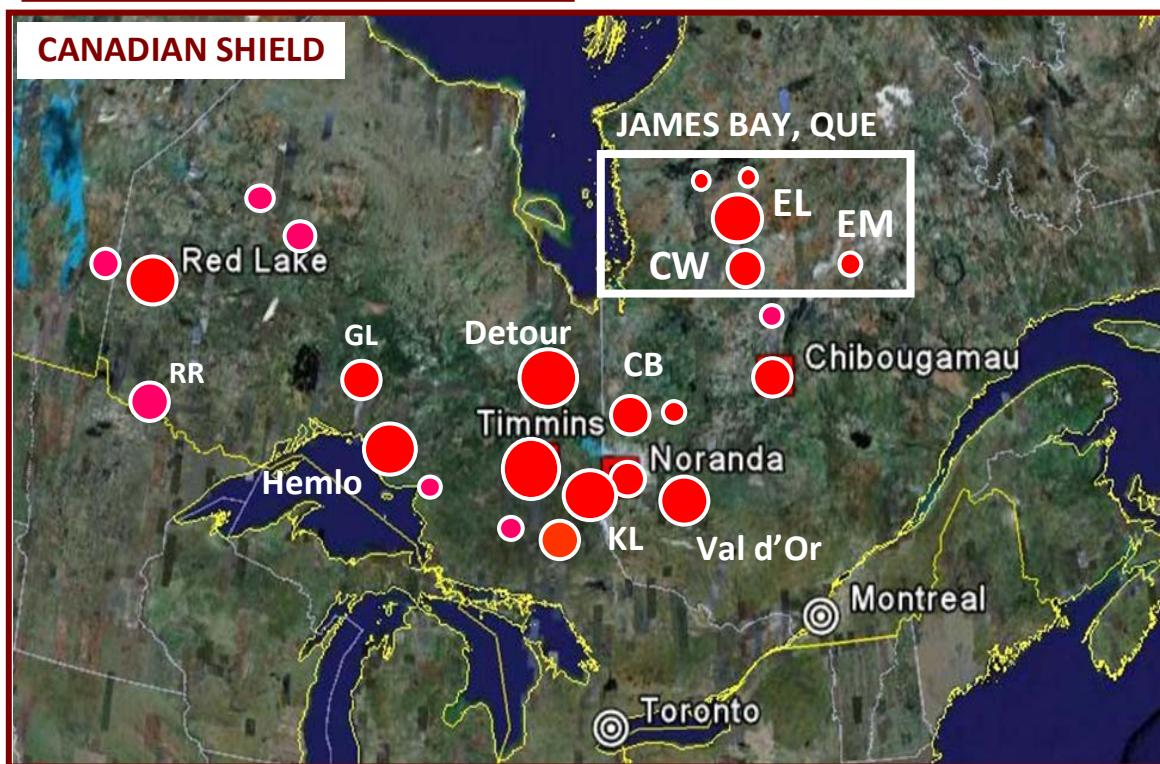 CANADIAN SHIELD
JAMES BAY, QUE
EL
EM
CW
Red Lake
GL
Detour
Chibougamau
RR
CB
Timmins
Noranda
Hemlo
KL
Val d’Or
Montreal
Toronto